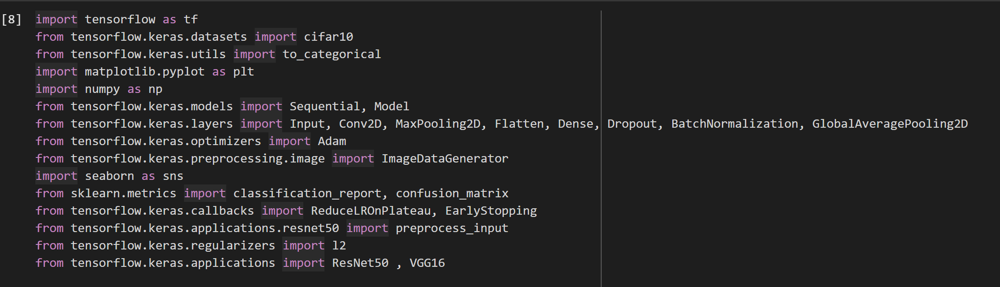 [8] import tensorflow as tf
from tensorflow.keras.datasets import cifar10
from tensorflow.keras.utils import to_categorical
import matplotlib.pyplot as plt
import numpy as np
from tensorflow.keras.models import Sequential, Model
from tensorflow.keras.layers import Input, Conv2D, MaxPooling2D, Flatten, Dense, Dropout, BatchNormalization, GlobalAveragePooling2D
from tensorflow.keras.optimizers import Adam
from tensorflow.keras.preprocessing.image import ImageDataGenerator
import seaborn as sns
from sklearn.metrics import classification_report, confusion_matrix
from tensorflow.keras.callbacks import ReduceLROnPlateau, EarlyStopping
from tensorflow.keras.applications.resnet50 import preprocess_input
from tensorflow.keras.regularizers import l2
from tensorflow.keras.applications import ResNet50 , VGG16